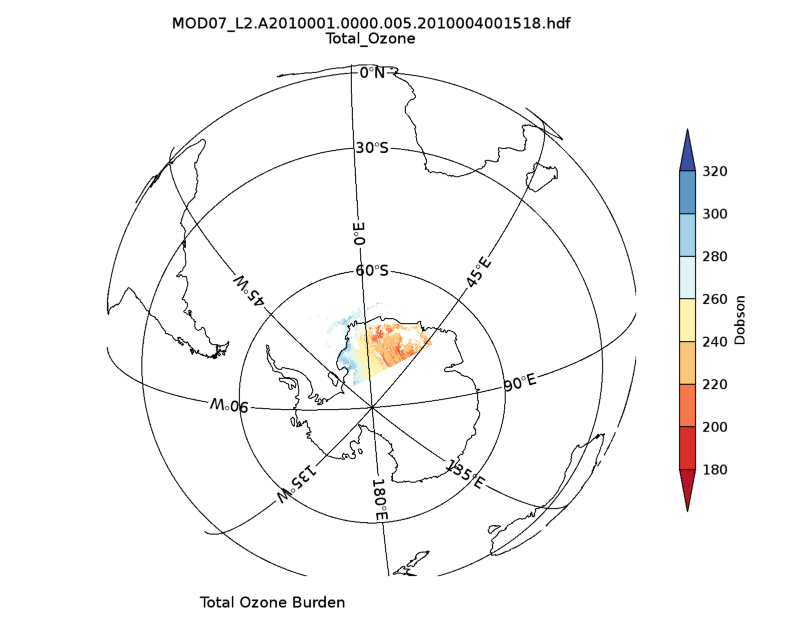 MOD07_L2.A2010001.0000.005.2010004001518.hdf
Total_Ozone
0°N
30°S
0°E
60°S
45°W
45°E
90°W
90°E
135°W
180°E
135°E
320
300
280
260
240
220
200
180
Dobson
Total Ozone Burden